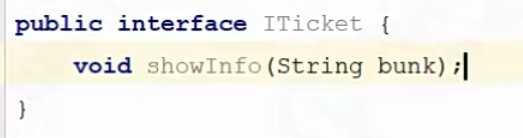 public interface ITicket {
    void showInfo(String bunk);
}